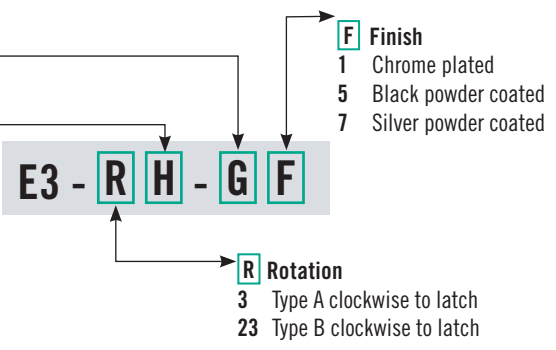 F Finish
1 Chrome plated
5 Black powder coated
7 Silver powder coated
E3 - R H - G F
R Rotation
3 Type A clockwise to latch
23 Type B clockwise to latch